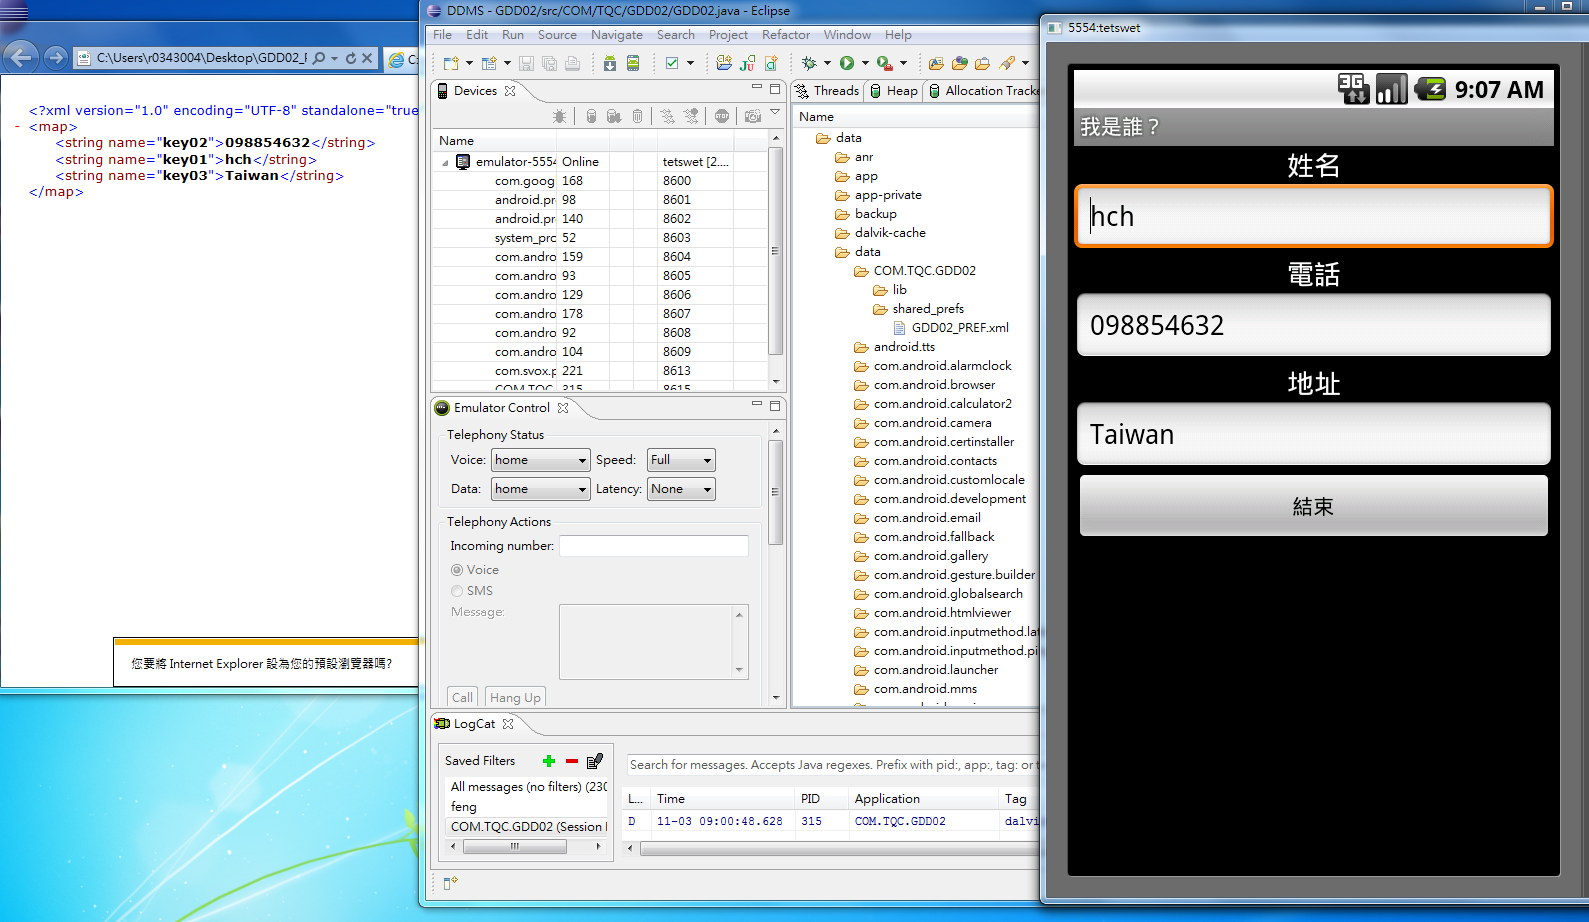 C:\Users\r0343004\Desktop\GDD02_F
C:
<?xml version="1.0" encoding="UTF-8" standalone="true
- <map>
<string name="key02">098854632</string>
<string name="key01">hch</string>
<string name="key03">Taiwan</string>
</map>
您要將 Internet Explorer 設為您的預設瀏覽器嗎?
DDMS - GDD02/src/COM/TQC/GDD02/GDD02.java - Eclipse
File Edit Run Source Navigate Search Project Refactor Window Help
Devices
Name
emulator-5554 Online tetswet [2....
com.goog 168 8600
android.pr 98 8601
android.pr 140 8602
system_pro 52 8603
com.andro 159 8604
com.andro 93 8605
com.andro 129 8606
com.andro 178 8607
com.andro 92 8608
com.andro 104 8609
com.svox.p 221 8613
COM.TQC 315 8615
Emulator Control
Telephony Status
Voice: home Speed: Full
Data: home Latency: None
Telephony Actions
Incoming number:
Voice
SMS
Message:
Call Hang Up
Threads Heap Allocation Tracke
Name
data
anr
app
app-private
backup
dalvik-cache
data
COM.TQC.GDD02
lib
shared_prefs
GDD02_PREF.xml
android.tts
com.android.alarmclock
com.android.browser
com.android.calculator2
com.android.camera
com.android.certinstaller
com.android.contacts
com.android.customlocale
com.android.development
com.android.email
com.android.fallback
com.android.gallery
com.android.gesture.builder
com.android.globalsearch
com.android.htmlviewer
com.android.inputmethod.lat
com.android.inputmethod.pi
com.android.launcher
com.android.mms
LogCat
Saved Filters
All messages (no filters) (230
feng
COM.TQC.GDD02 (Session
Search for messages. Accepts Java regexes. Prefix with pid:, app:, tag: or t
L... Time PID Application Tag
D 11-03 09:00:48.628 315 COM.TQC.GDD02 dalvi
5554:tetswet
3G 9:07 AM
我是誰？
姓名
hch
電話
098854632
地址
Taiwan
結束